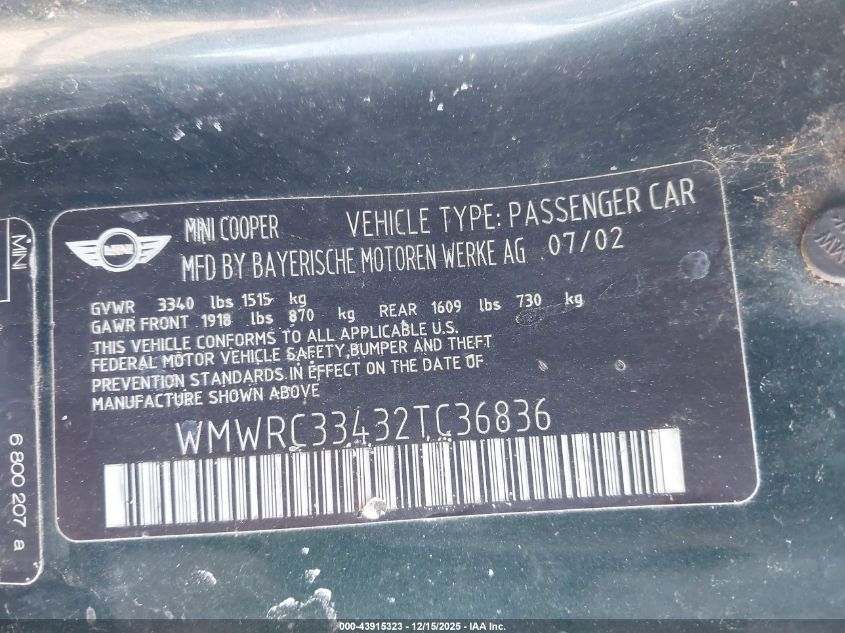 MINI COOPER VEHICLE TYPE: PASSENGER CAR
MINI
MFD BY BAYERISCHE MOTOREN WERKE AG 07/02
GVWR 3340 lbs 1515 kg
GAWR FRONT 1918 lbs 870 kg REAR 1609 lbs 730 kg
THIS VEHICLE CONFORMS TO ALL APPLICABLE U.S.
FEDERAL MOTOR VEHICLE SAFETY,BUMPER AND THEFT
PREVENTION STANDARDS IN EFFECT ON THE DATE OF
MANUFACTURE SHOWN ABOVE
WMWRC33432TC36836
MINI
6 800 207 a
000-43915323 - 12/15/2025 - IAA Inc.